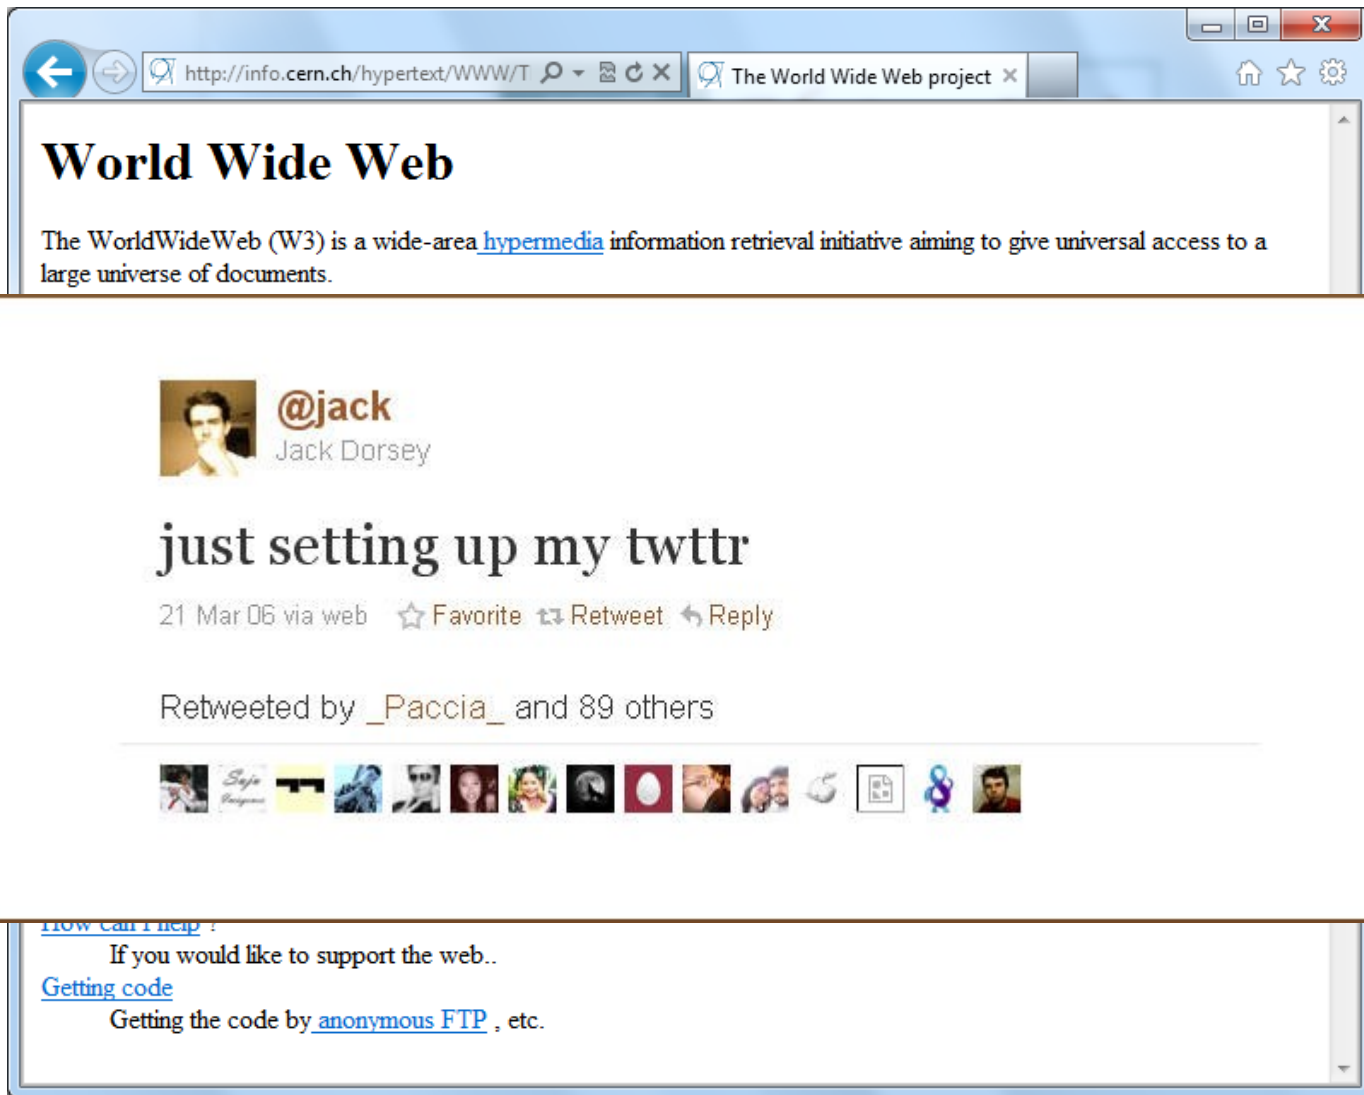 http://info.cern.ch/hypertext/WWW/T
The World Wide Web project
World Wide Web
The WorldWideWeb (W3) is a wide-area hypermedia information retrieval initiative aiming to give universal access to a
large universe of documents.
@jack
Jack Dorsey
just setting up my twttr
21 Mar 06 via web Favorite Retweet Reply
Retweeted by _Paccia_ and 89 others
How can I help ?
If you would like to support the web..
Getting code
Getting the code by anonymous FTP , etc.